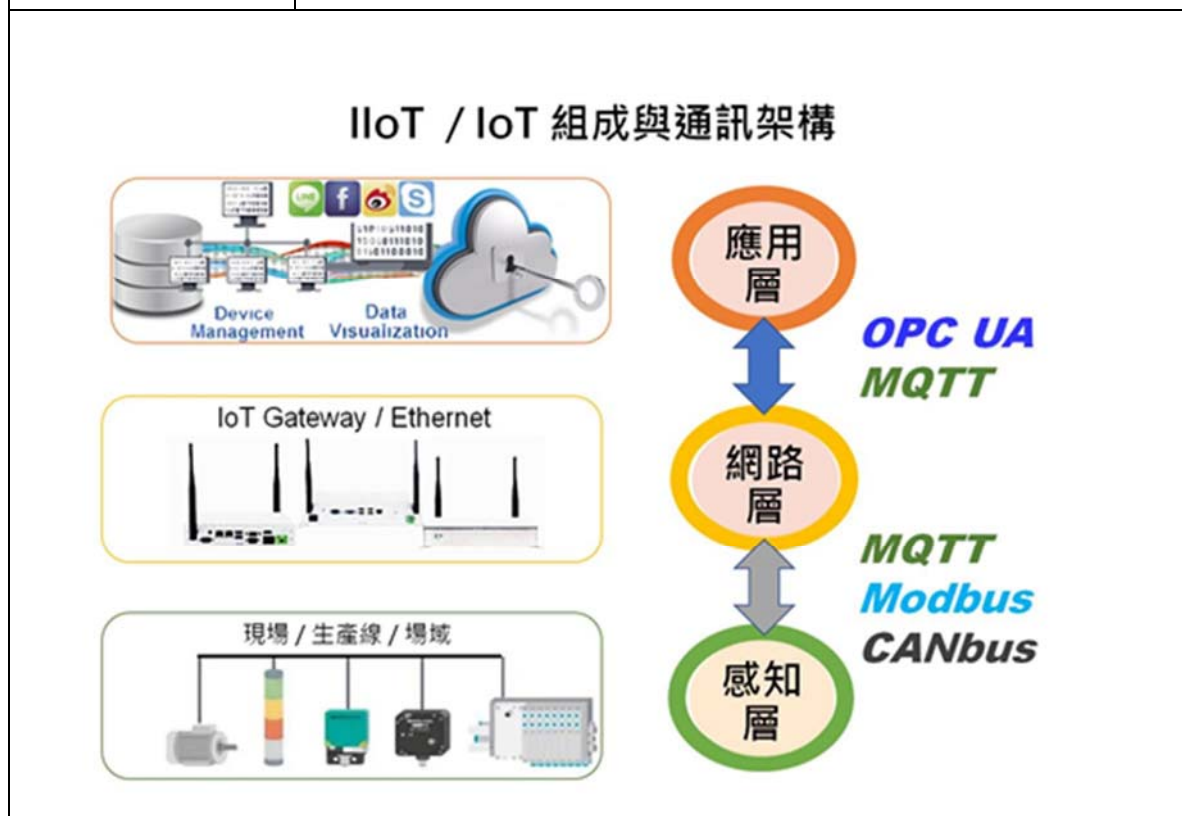 IIoT / IoT 組成與通訊架構
LINE
Device
Management
Data
Visualization
應用
層
OPC UA
MQTT
IoT Gateway / Ethernet
網路
層
MQTT
Modbus
CANbus
現場 / 生產線 / 場域
感知
層